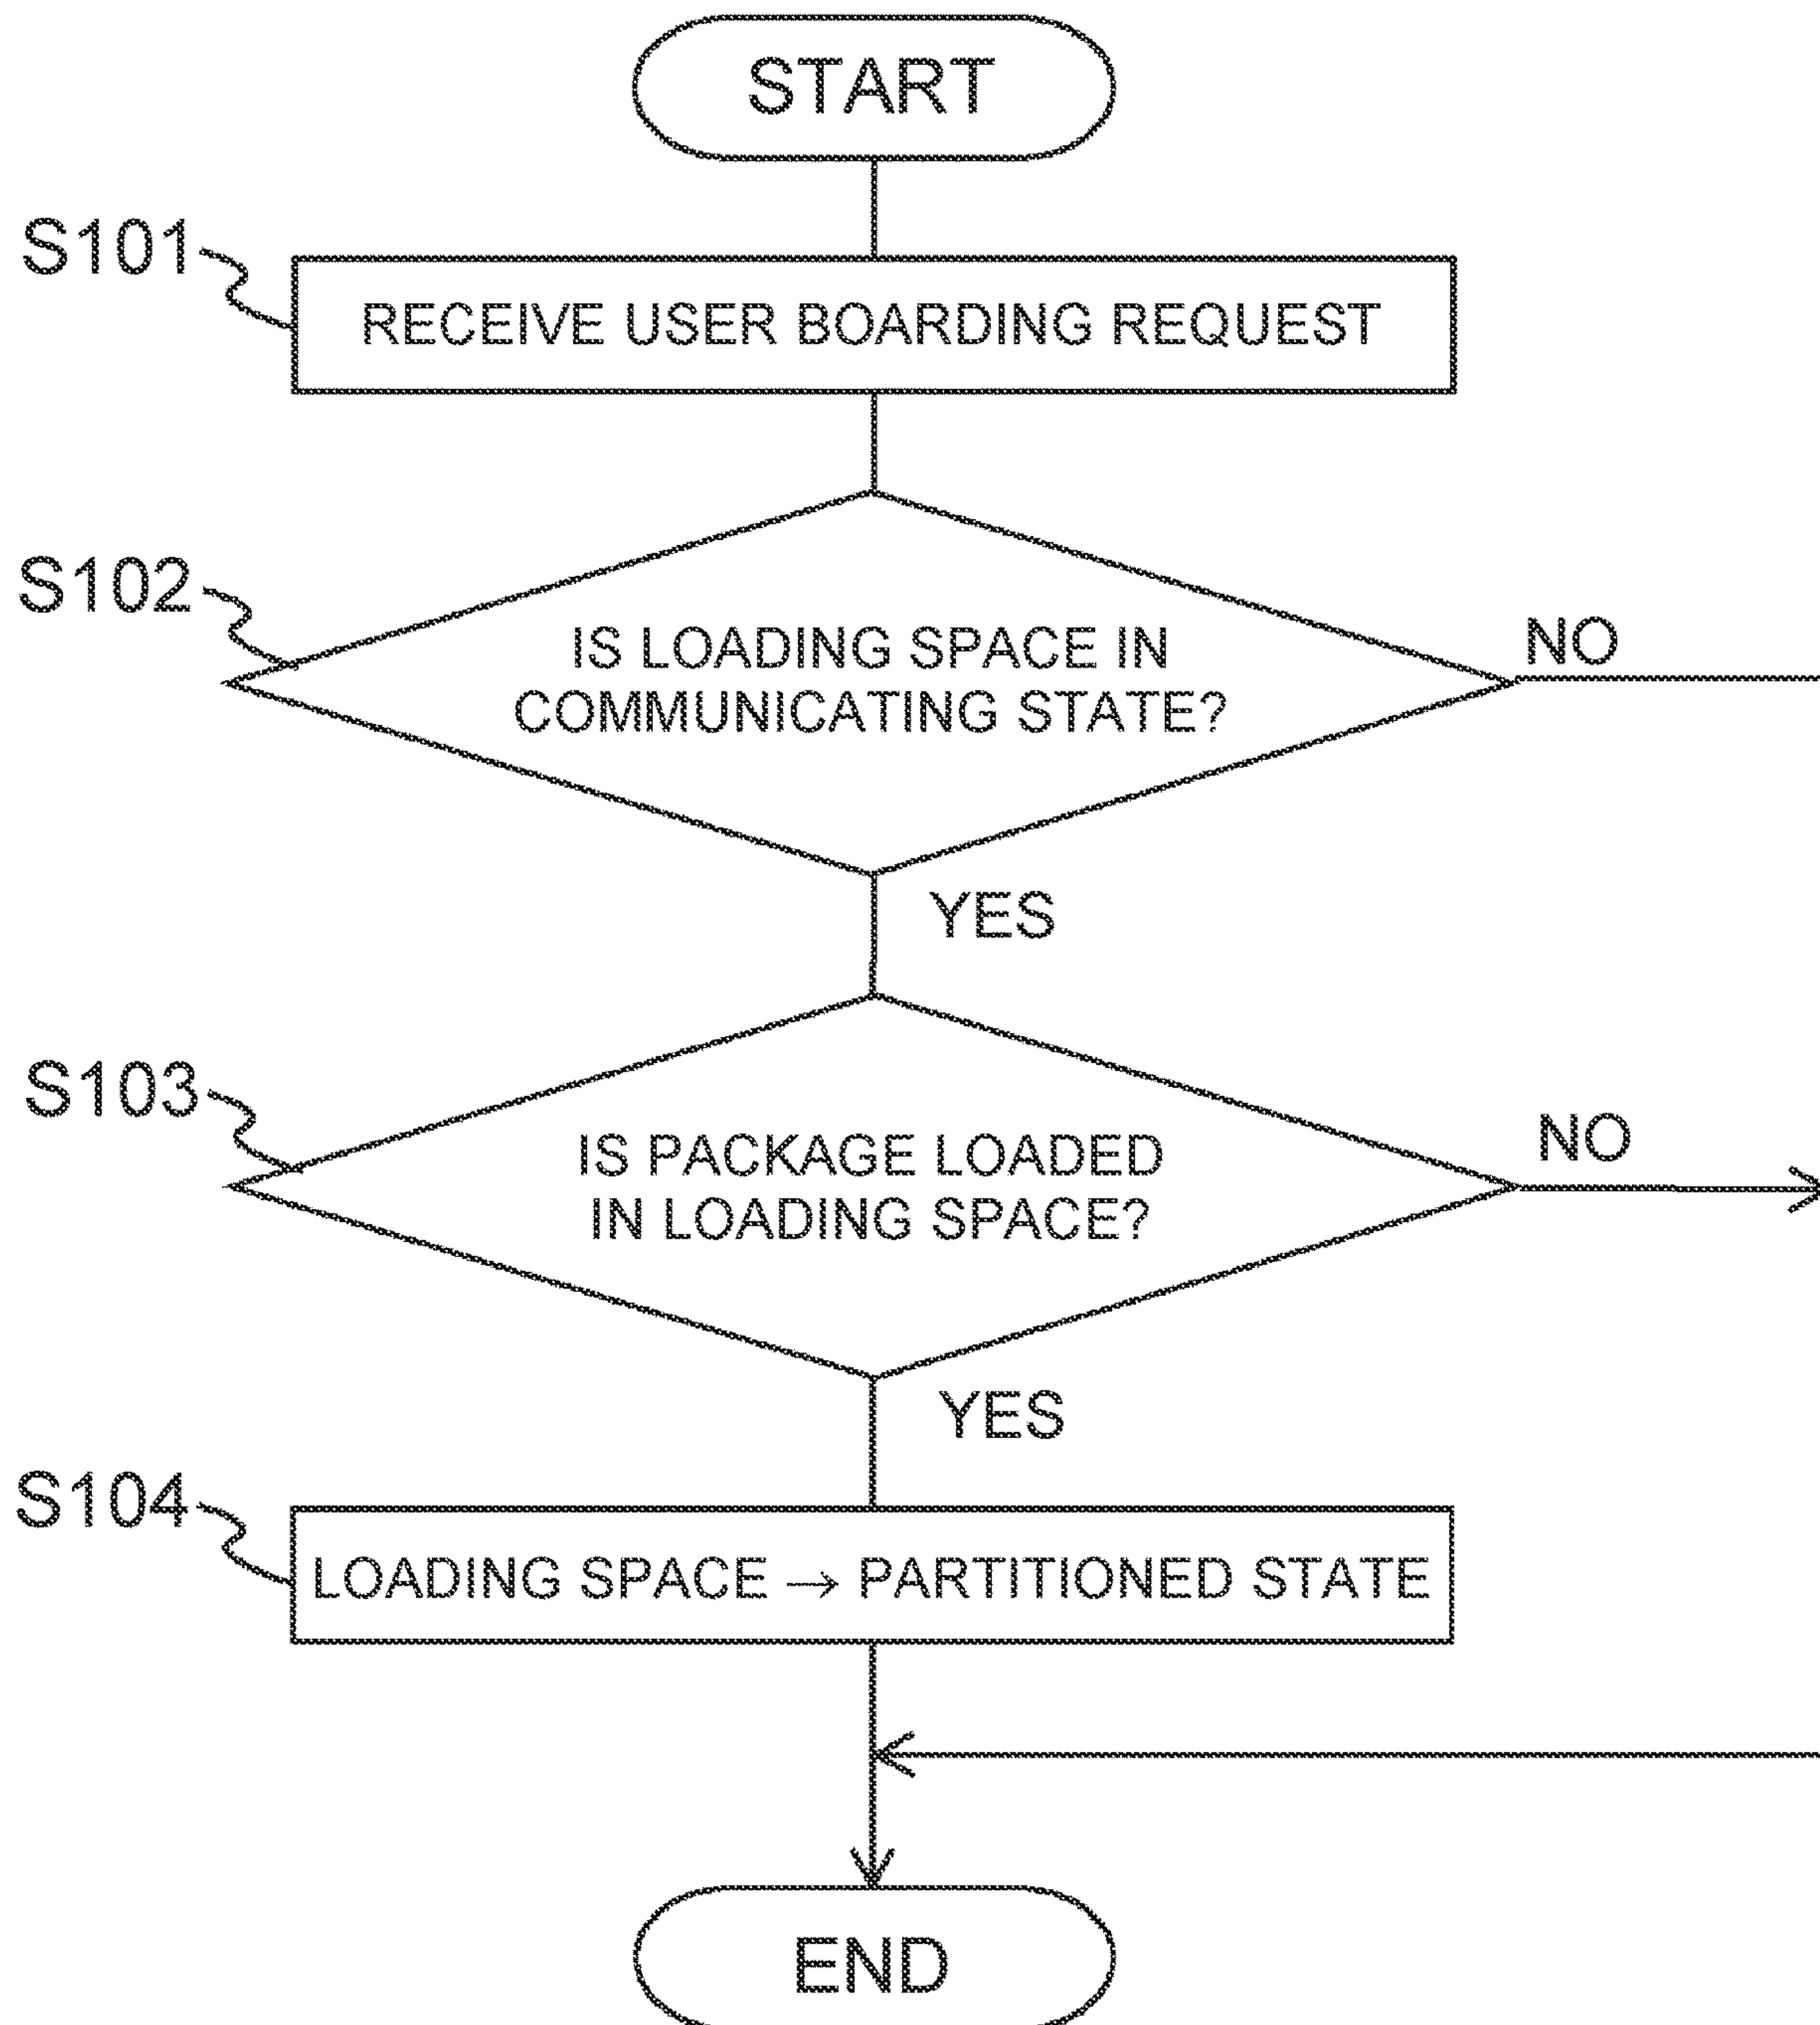 START
S101
RECEIVE USER BOARDING REQUEST
S102
IS LOADING SPACE IN
COMMUNICATING STATE?
NO
YES
S103
IS PACKAGE LOADED
IN LOADING SPACE?
NO
YES
S104
LOADING SPACE → PARTITIONED STATE
END